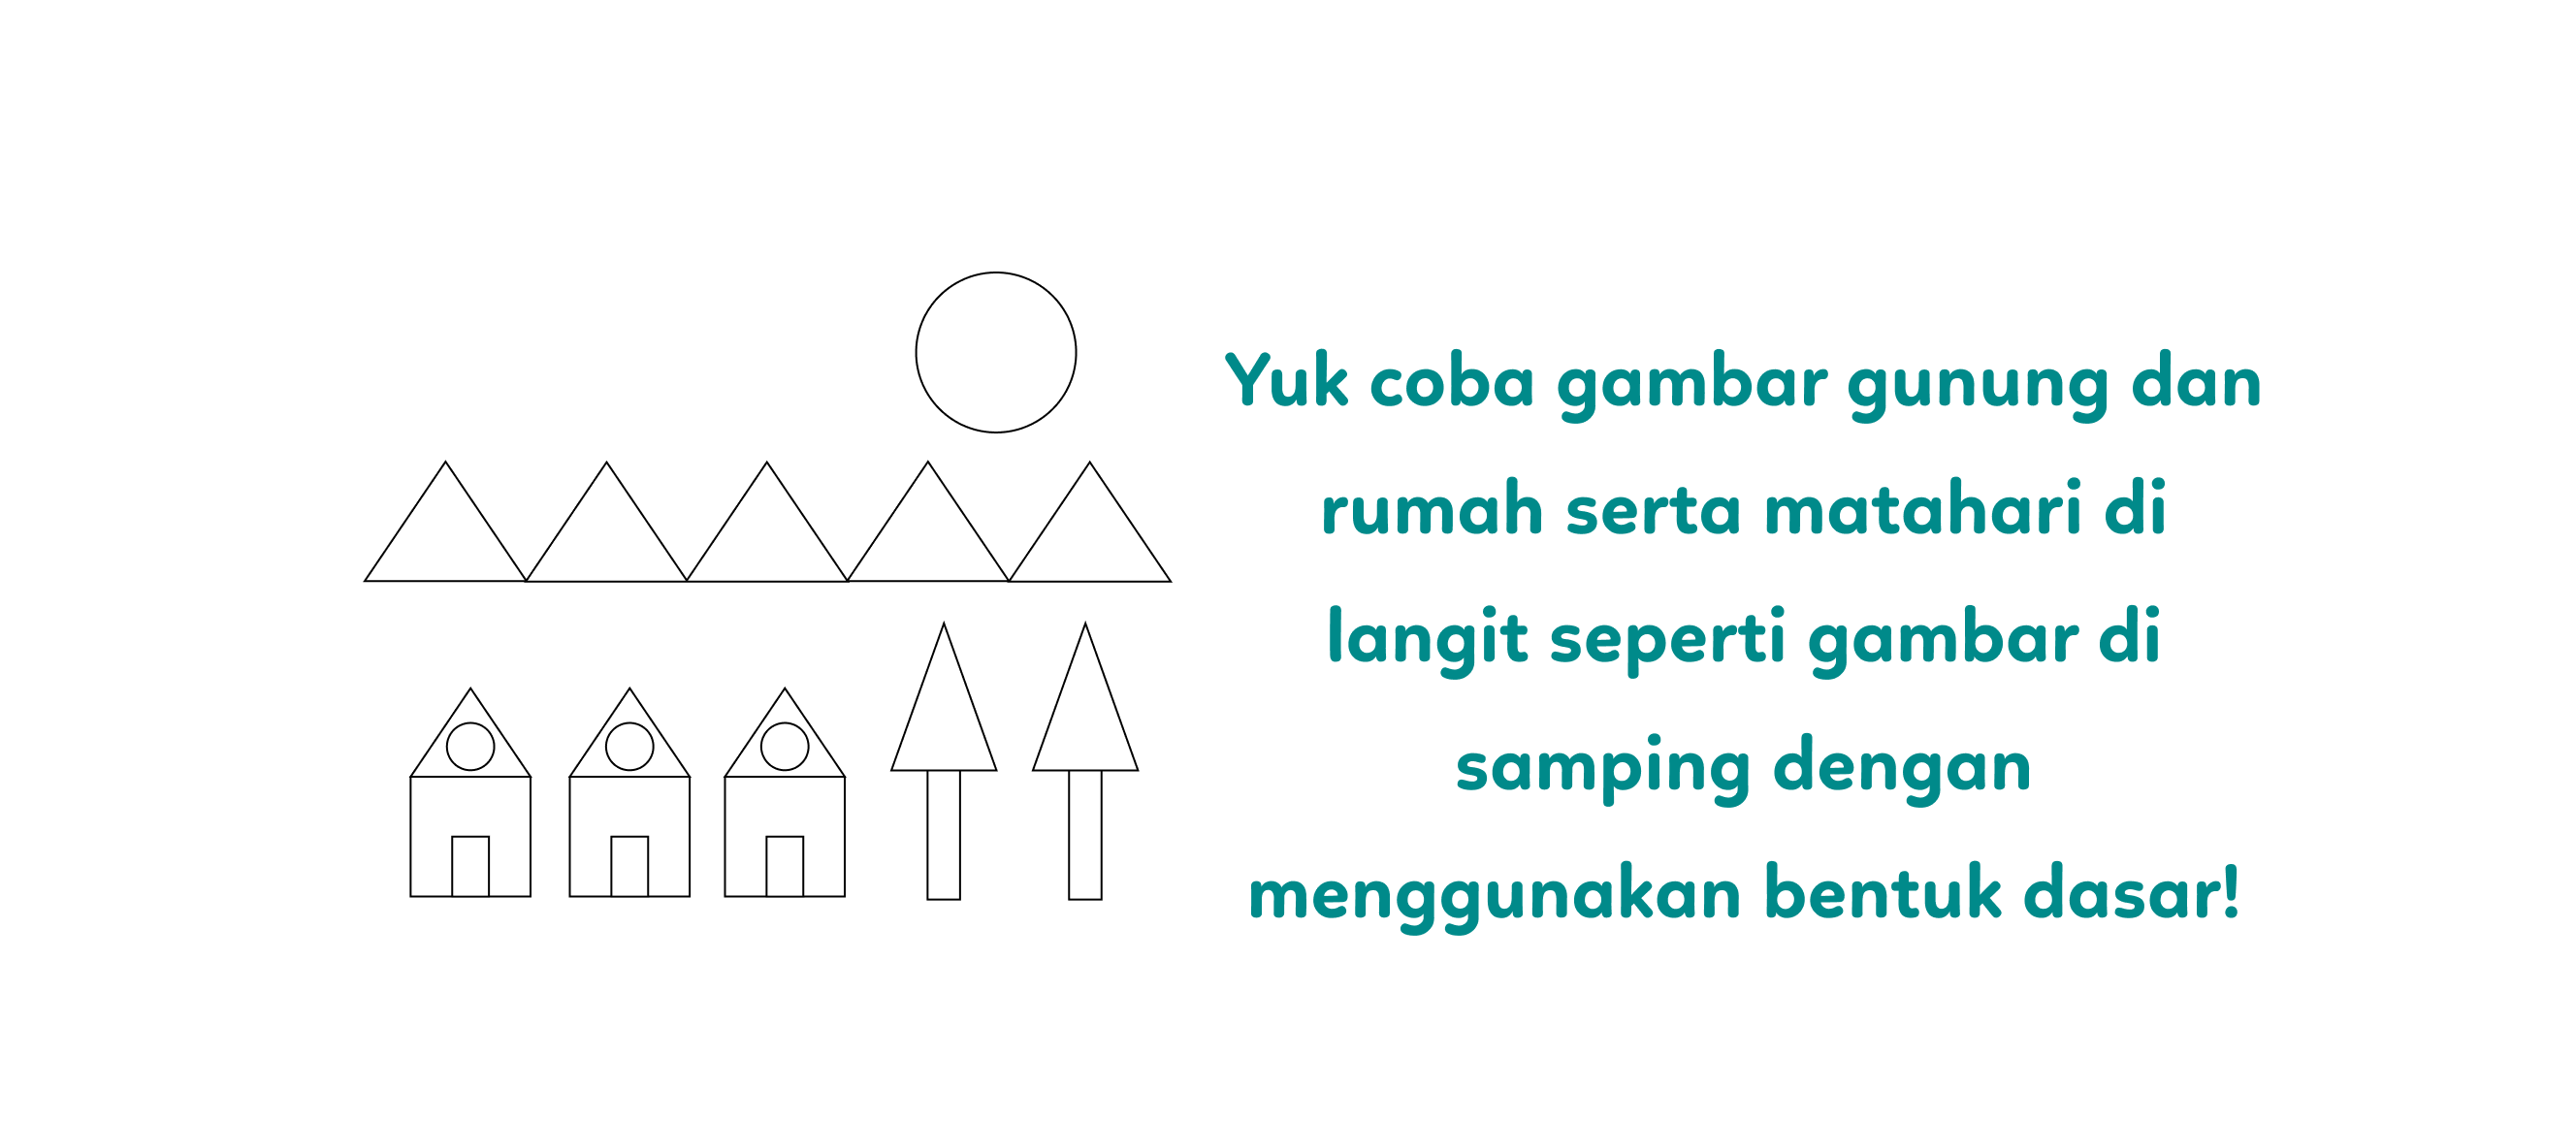 Yuk coba gambar gunung dan
rumah serta matahari di
langit seperti gambar di
samping dengan
menggunakan bentuk dasar!